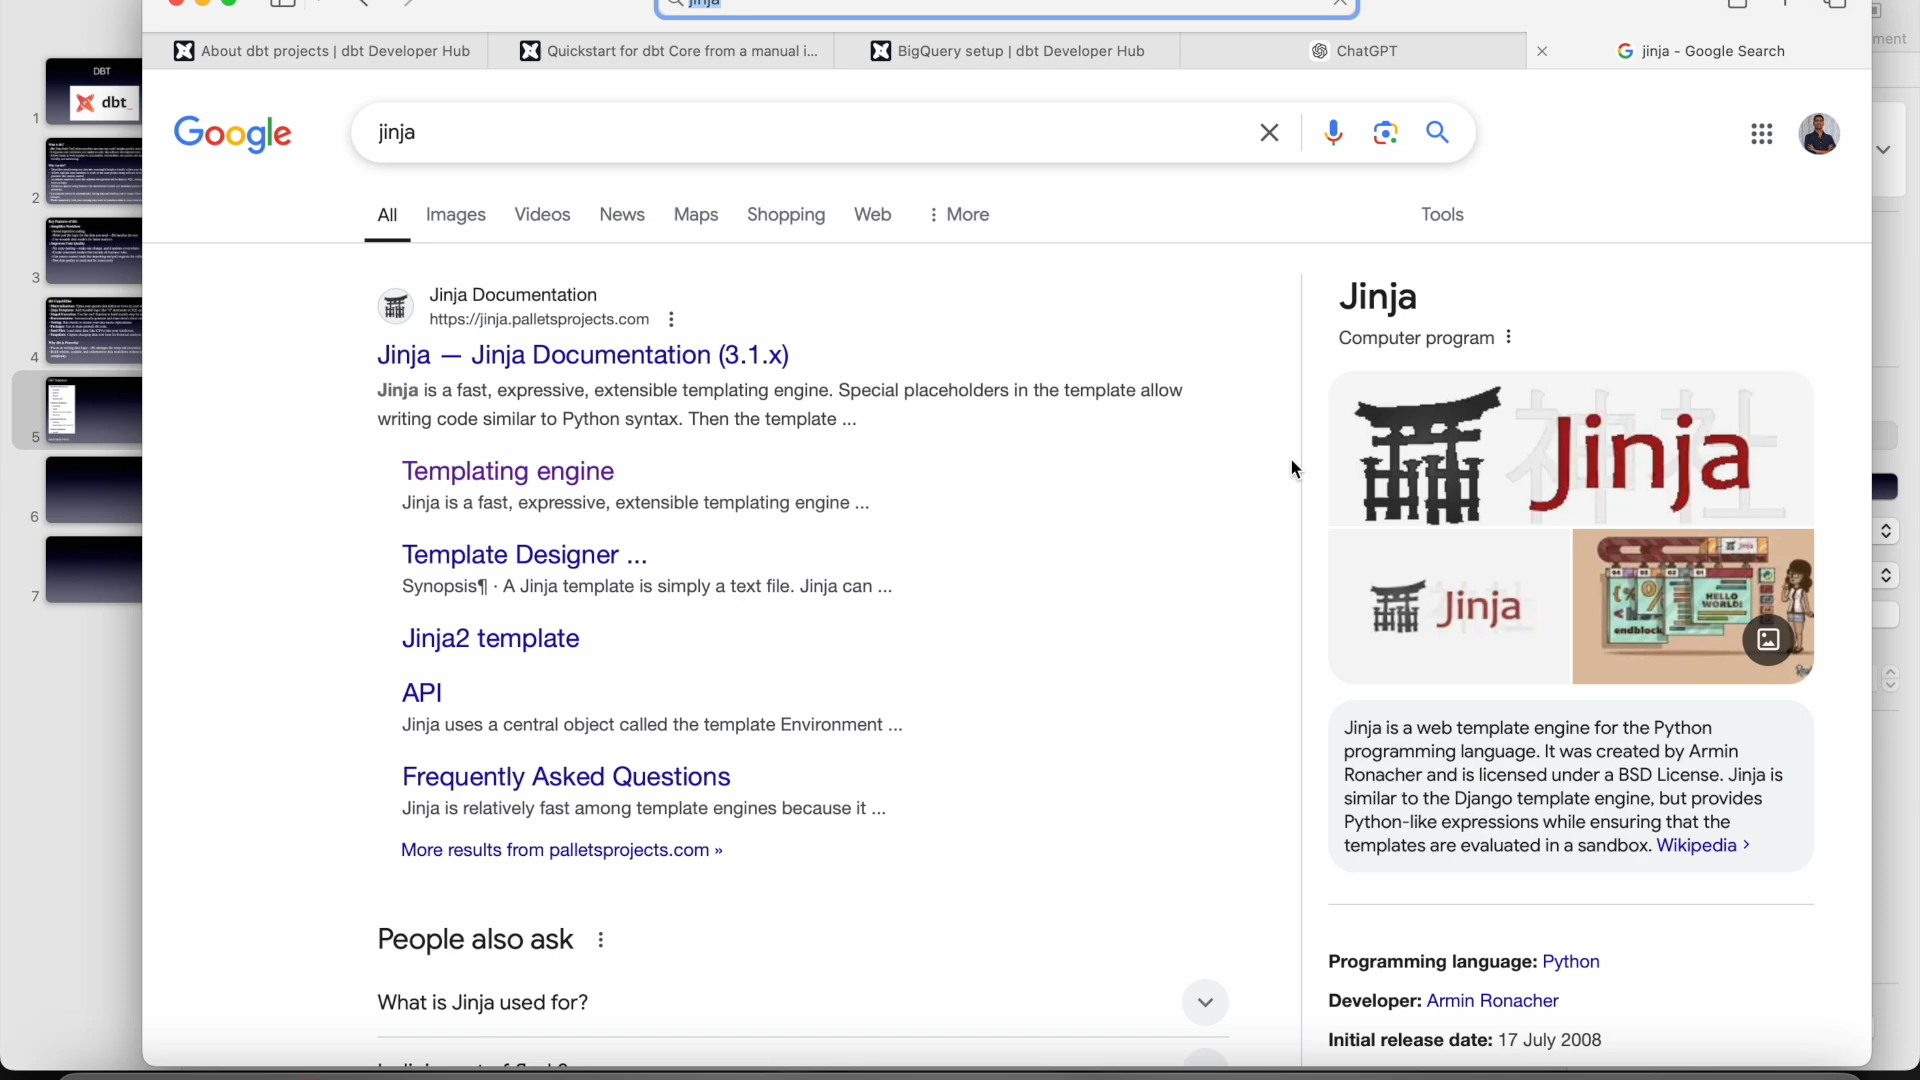 jinja
About dbt projects | dbt Developer Hub
Quickstart for dbt Core from a manual i...
BigQuery setup | dbt Developer Hub
ChatGPT
jinja - Google Search
ment
DBT
dbt
1
2
3
4
5
6
7
Google
jinja
All
Images
Videos
News
Maps
Shopping
Web
More
Tools
Jinja Documentation
https://jinja.palletsprojects.com
Jinja — Jinja Documentation (3.1.x)
Jinja is a fast, expressive, extensible templating engine. Special placeholders in the template allow
writing code similar to Python syntax. Then the template ...
Templating engine
Jinja is a fast, expressive, extensible templating engine ...
Template Designer ...
Synopsis¶ · A Jinja template is simply a text file. Jinja can ...
Jinja2 template
API
Jinja uses a central object called the template Environment ...
Frequently Asked Questions
Jinja is relatively fast among template engines because it ...
More results from palletsprojects.com »
People also ask
What is Jinja used for?
Jinja
Computer program
神社 Jinja
Jinja
HELLO
WORLD!
endblock
Jinja is a web template engine for the Python
programming language. It was created by Armin
Ronacher and is licensed under a BSD License. Jinja is
similar to the Django template engine, but provides
Python-like expressions while ensuring that the
templates are evaluated in a sandbox. Wikipedia
Programming language: Python
Developer: Armin Ronacher
Initial release date: 17 July 2008